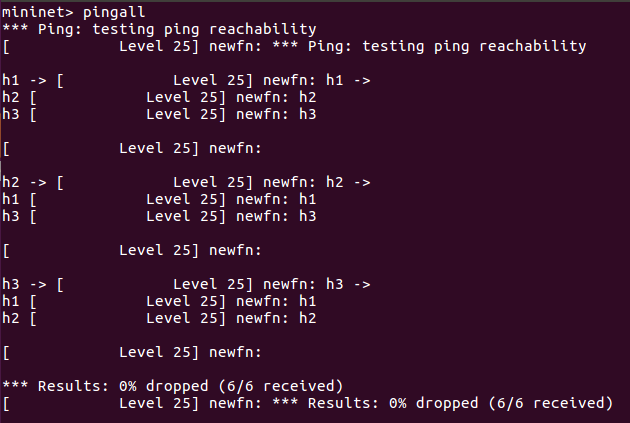 mininet> pingall
*** Ping: testing ping reachability
[          Level 25] newfn: *** Ping: testing ping reachability
h1 -> [            Level 25] newfn: h1 ->
h2 [            Level 25] newfn: h2
h3 [            Level 25] newfn: h3
[            Level 25] newfn:
h2 -> [            Level 25] newfn: h2 ->
h1 [            Level 25] newfn: h1
h3 [            Level 25] newfn: h3
[            Level 25] newfn:
h3 -> [            Level 25] newfn: h3 ->
h1 [            Level 25] newfn: h1
h2 [            Level 25] newfn: h2
[            Level 25] newfn:
*** Results: 0% dropped (6/6 received)
[            Level 25] newfn: *** Results: 0% dropped (6/6 received)